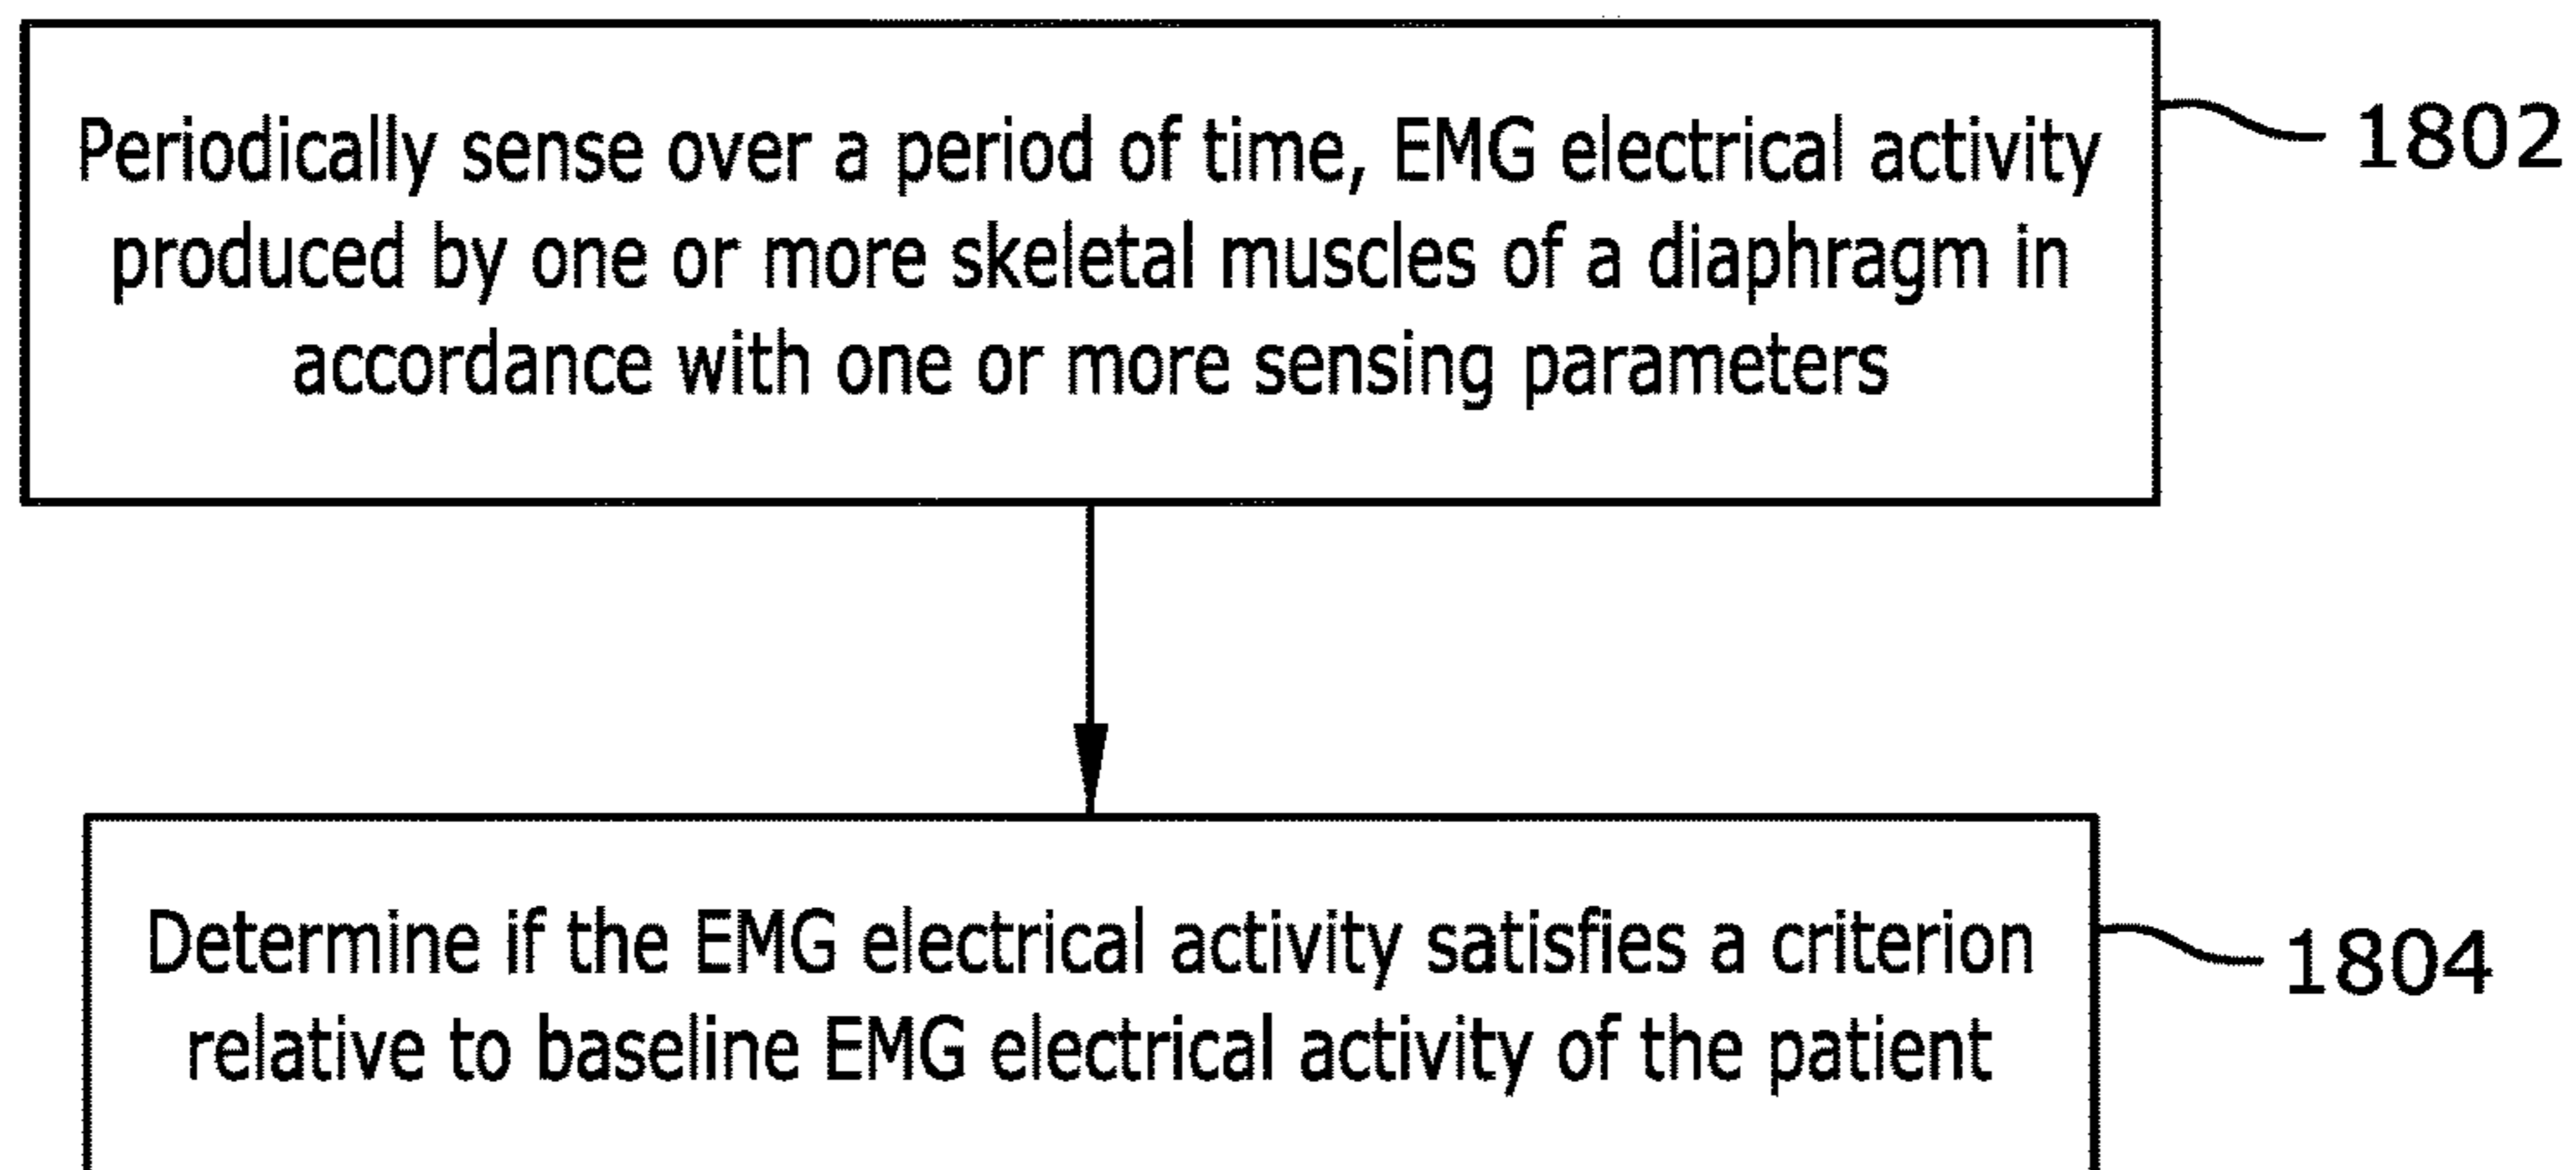 Periodically sense over a period of time, EMG electrical activity
produced by one or more skeletal muscles of a diaphragm in
accordance with one or more sensing parameters
1802
Determine if the EMG electrical activity satisfies a criterion
relative to baseline EMG electrical activity of the patient
1804